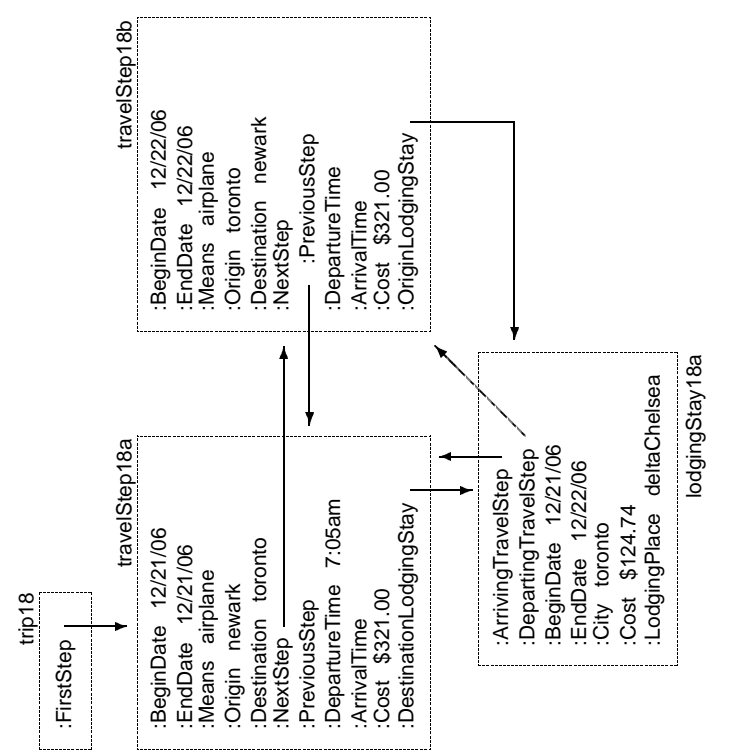 trip18
:FirstStep
travelStep18a
:BeginDate 12/21/06
:EndDate 12/21/06
:Means airplane
:Origin newark
:Destination toronto
:NextStep
:PreviousStep
:DepartureTime 7:05am
:ArrivalTime
:Cost $321.00
:DestinationLodgingStay
travelStep18b
:BeginDate 12/22/06
:EndDate 12/22/06
:Means airplane
:Origin toronto
:Destination newark
:NextStep
:PreviousStep
:DepartureTime
:ArrivalTime
:Cost $321.00
:OriginLodgingStay
:ArrivingTravelStep
:DepartingTravelStep
:BeginDate 12/21/06
:EndDate 12/22/06
:City toronto
:Cost $124.74
:LodgingPlace deltaChelsea
lodgingStay18a